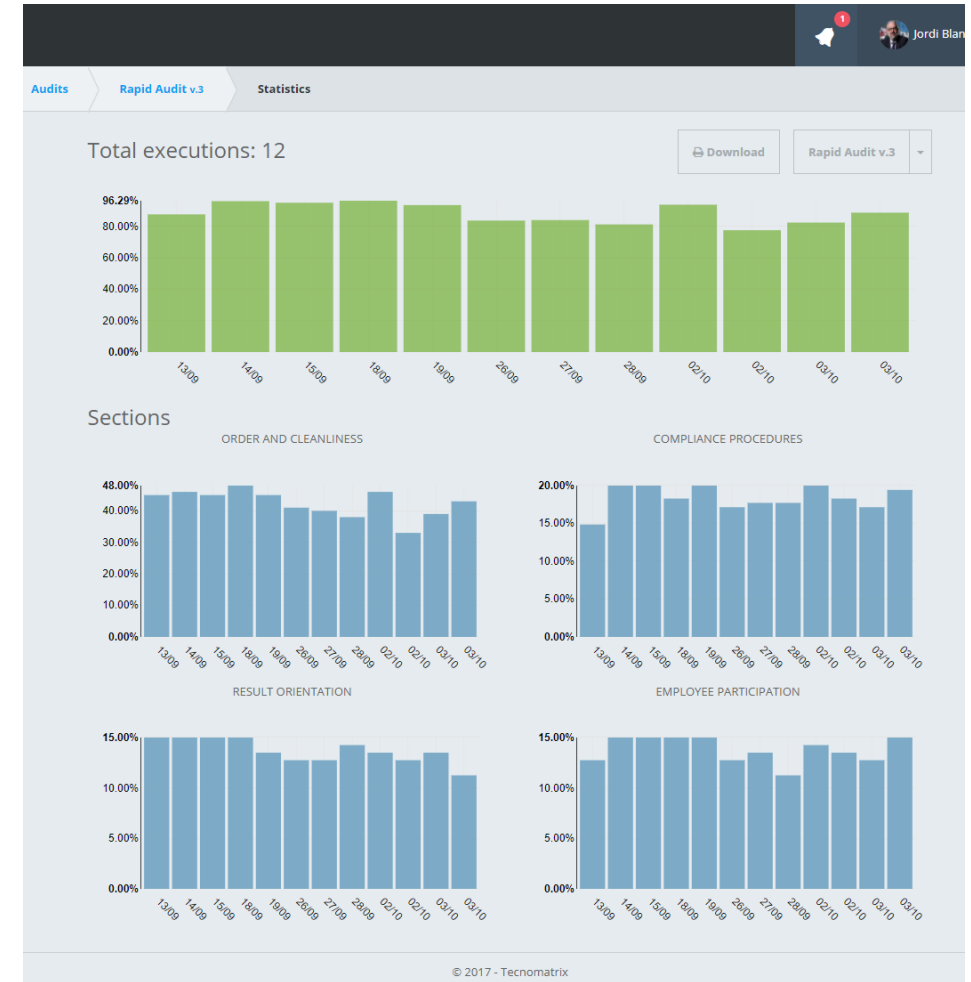 1
Jordi Blan
Audits
Rapid Audit v.3
Statistics
Total executions: 12
Download
Rapid Audit v.3
96.29%
80.00%
60.00%
40.00%
20.00%
0.00%
13/09 14/09 15/09 18/09 19/09 26/09 27/09 28/09 02/10 02/10 03/10 03/10
Sections
ORDER AND CLEANLINESS
48.00%
40.00%
30.00%
20.00%
10.00%
0.00%
13/09 14/09 15/09 18/09 19/09 26/09 27/09 28/09 02/10 02/10 03/10 03/10
COMPLIANCE PROCEDURES
20.00%
15.00%
10.00%
5.00%
0.00%
13/09 14/09 15/09 18/09 19/09 26/09 27/09 28/09 02/10 02/10 03/10 03/10
RESULT ORIENTATION
15.00%
10.00%
5.00%
0.00%
13/09 14/09 15/09 18/09 19/09 26/09 27/09 28/09 02/10 02/10 03/10 03/10
EMPLOYEE PARTICIPATION
15.00%
10.00%
5.00%
0.00%
13/09 14/09 15/09 18/09 19/09 26/09 27/09 28/09 02/10 02/10 03/10 03/10
© 2017 - Tecnomatrix